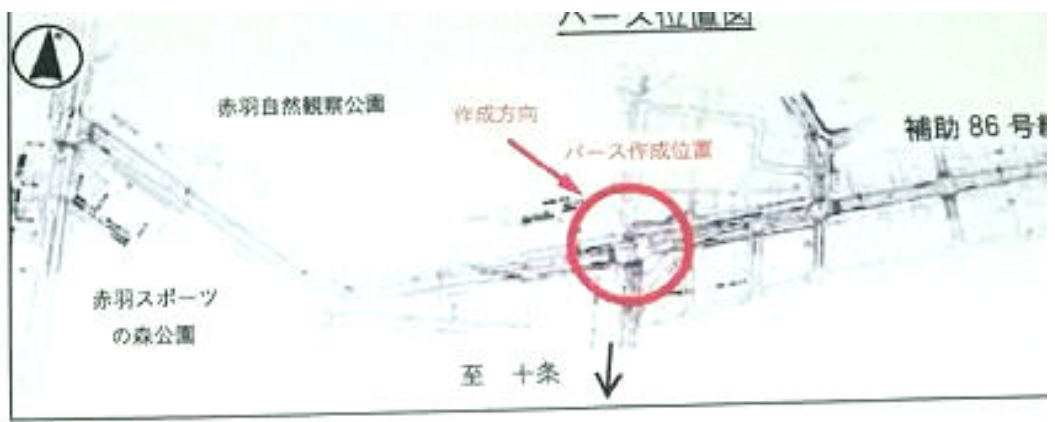 パース位置図
赤羽自然観察公園
作成方向
パース作成位置
補助 86 号線
赤羽スポーツ
の森公園
至 十条